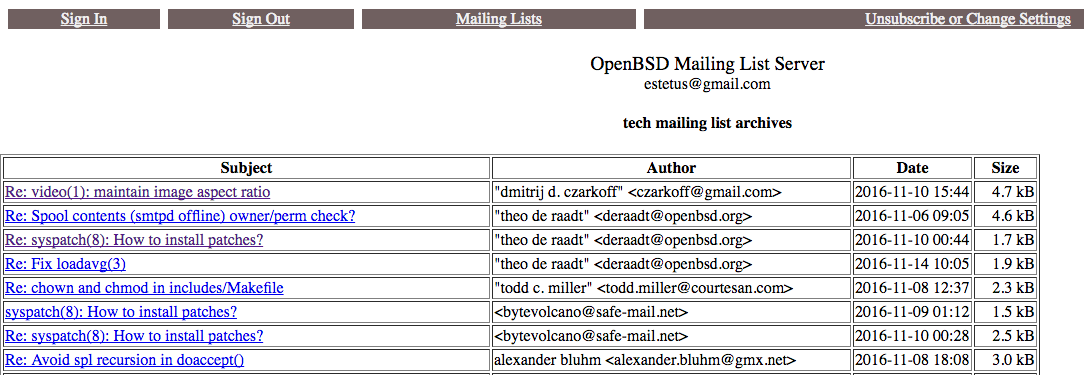 Sign In Sign Out Mailing Lists Unsubscribe or Change Settings
OpenBSD Mailing List Server
estetus@gmail.com
tech mailing list archives
Subject Author Date Size
Re: video(1): maintain image aspect ratio "dmitrij d. czarkoff" <czarkoff@gmail.com> 2016-11-10 15:44 4.7 kB
Re: Spool contents (smtpd offline) owner/perm check? "theo de raadt" <deraadt@openbsd.org> 2016-11-06 09:05 4.6 kB
Re: syspatch(8): How to install patches? "theo de raadt" <deraadt@openbsd.org> 2016-11-10 00:44 1.7 kB
Re: Fix loadavg(3) "theo de raadt" <deraadt@openbsd.org> 2016-11-14 10:05 1.9 kB
Re: chown and chmod in includes/Makefile "todd c. miller" <todd.miller@courtesan.com> 2016-11-08 12:37 2.3 kB
syspatch(8): How to install patches? <bytevolcano@safe-mail.net> 2016-11-09 01:12 1.5 kB
Re: syspatch(8): How to install patches? <bytevolcano@safe-mail.net> 2016-11-10 00:28 2.5 kB
Re: Avoid spl recursion in doaccept() alexander bluhm <alexander.bluhm@gmx.net> 2016-11-08 18:08 3.0 kB